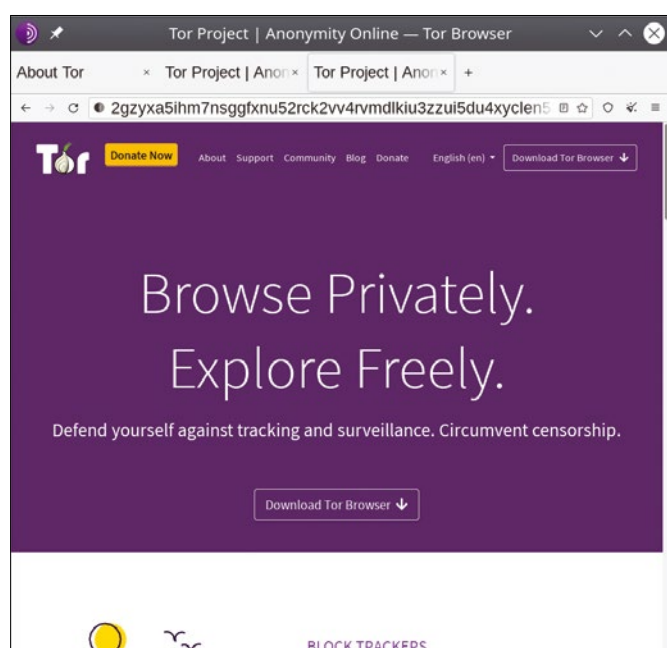 Tor Project | Anonymity Online — Tor Browser
About Tor × Tor Project | Anon × Tor Project | Anon × +
2gzyxa5ihm7nsggfxnu52rck2vv4rvmdlkiu3zzui5du4xyclen5
Tor Donate Now About Support Community Blog Donate English (en) Download Tor Browser
Browse Privately.
Explore Freely.
Defend yourself against tracking and surveillance. Circumvent censorship.
Download Tor Browser
BLOCK TRACKERS